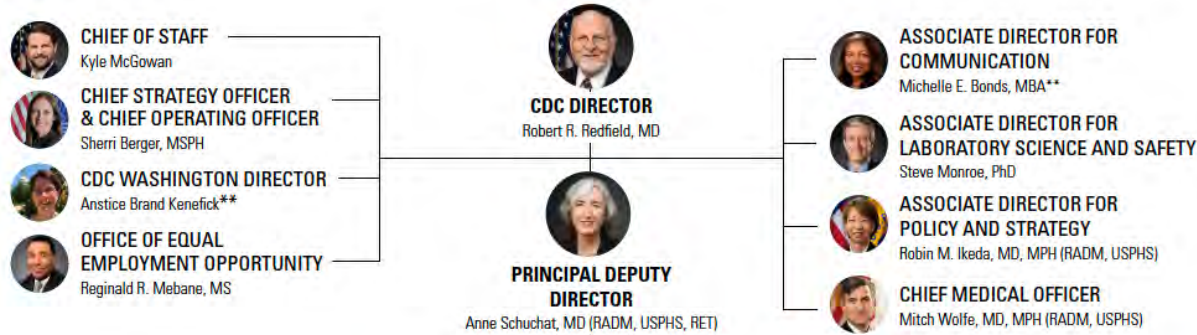 CHIEF OF STAFF
Kyle McGowan
CHIEF STRATEGY OFFICER
& CHIEF OPERATING OFFICER
Sherri Berger, MSPH
CDC WASHINGTON DIRECTOR
Anstice Brand Kenefick**
OFFICE OF EQUAL
EMPLOYMENT OPPORTUNITY
Reginald R. Mebane, MS
CDC DIRECTOR
Robert R. Redfield, MD
PRINCIPAL DEPUTY
DIRECTOR
Anne Schuchat, MD (RADM, USPHS, RET)
ASSOCIATE DIRECTOR FOR
COMMUNICATION
Michelle E. Bonds, MBA**
ASSOCIATE DIRECTOR FOR
LABORATORY SCIENCE AND SAFETY
Steve Monroe, PhD
ASSOCIATE DIRECTOR FOR
POLICY AND STRATEGY
Robin M. Ikeda, MD, MPH (RADM, USPHS)
CHIEF MEDICAL OFFICER
Mitch Wolfe, MD, MPH (RADM, USPHS)